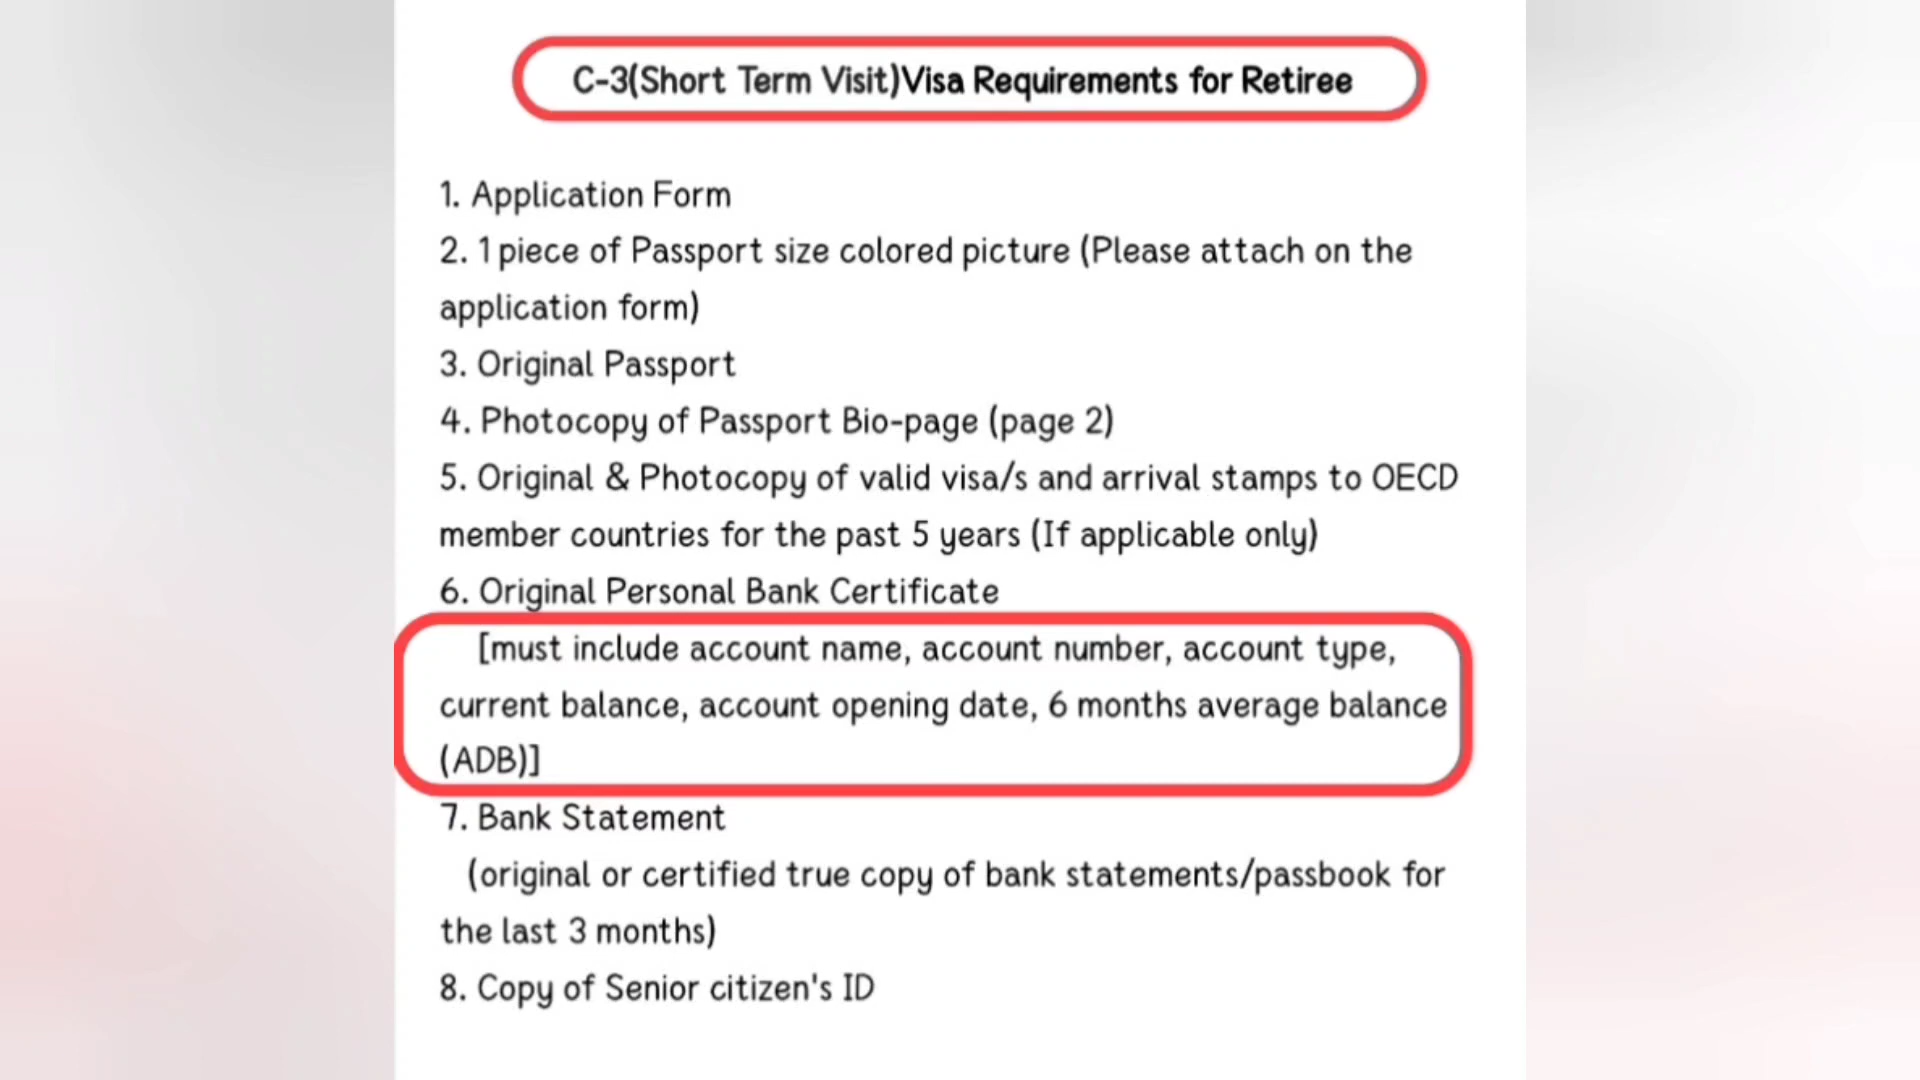 C-3(Short Term Visit)Visa Requirements for Retiree
1. Application Form
2. 1 piece of Passport size colored picture (Please attach on the
application form)
3. Original Passport
4. Photocopy of Passport Bio-page (page 2)
5. Original & Photocopy of valid visa/s and arrival stamps to OECD
member countries for the past 5 years (If applicable only)
6. Original Personal Bank Certificate
[must include account name, account number, account type,
current balance, account opening date, 6 months average balance
(ADB)]
7. Bank Statement
(original or certified true copy of bank statements/passbook for
the last 3 months)
8. Copy of Senior citizen's ID